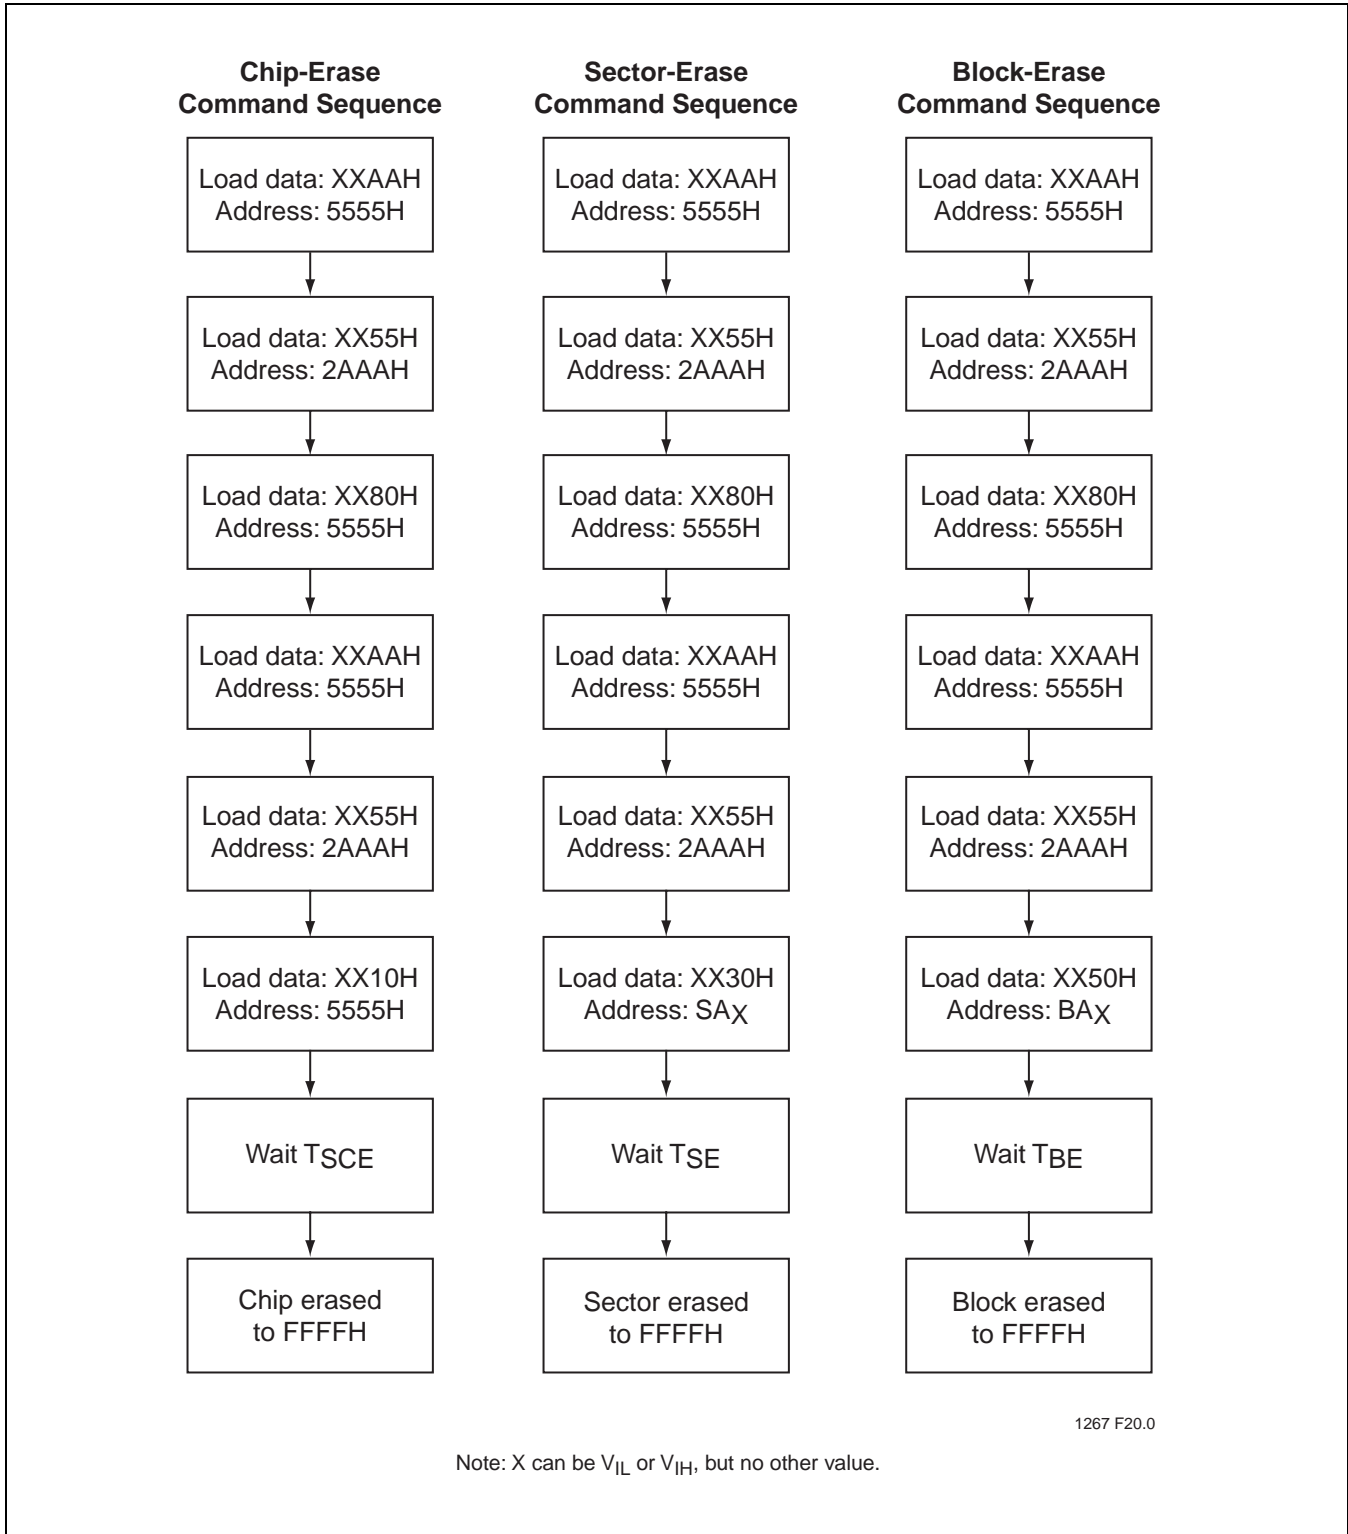 Chip-Erase
Command Sequence
Load data: XXAAH
Address: 5555H
Load data: XX55H
Address: 2AAAH
Load data: XX80H
Address: 5555H
Load data: XXAAH
Address: 5555H
Load data: XX55H
Address: 2AAAH
Load data: XX10H
Address: 5555H
Wait TSCE
Chip erased
to FFFFH
Sector-Erase
Command Sequence
Load data: XXAAH
Address: 5555H
Load data: XX55H
Address: 2AAAH
Load data: XX80H
Address: 5555H
Load data: XXAAH
Address: 5555H
Load data: XX55H
Address: 2AAAH
Load data: XX30H
Address: SAX
Wait TSE
Sector erased
to FFFFH
Block-Erase
Command Sequence
Load data: XXAAH
Address: 5555H
Load data: XX55H
Address: 2AAAH
Load data: XX80H
Address: 5555H
Load data: XXAAH
Address: 5555H
Load data: XX55H
Address: 2AAAH
Load data: XX50H
Address: BAX
Wait TBE
Block erased
to FFFFH
1267 F20.0
Note: X can be VIL or VIH, but no other value.